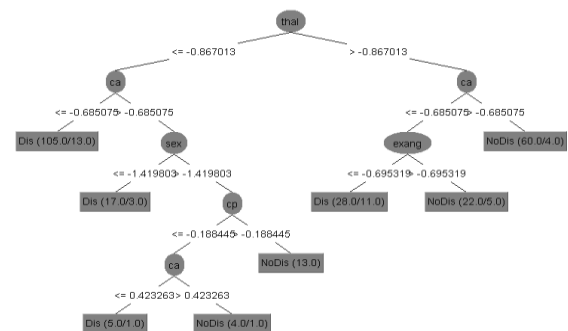 thal
<= -0.867013 > -0.867013
ca ca
<= -0.685075 > -0.685075 <= -0.685075 > -0.685075
Dis (105.0/13.0) sex exang NoDis (60.0/4.0)
<= -1.419803 > -1.419803 <= -0.695319 > -0.695319
Dis (17.0/3.0) cp Dis (28.0/11.0) NoDis (22.0/5.0)
<= -0.188445 > -0.188445
ca NoDis (13.0)
<= 0.423263 > 0.423263
Dis (5.0/1.0) NoDis (4.0/1.0)